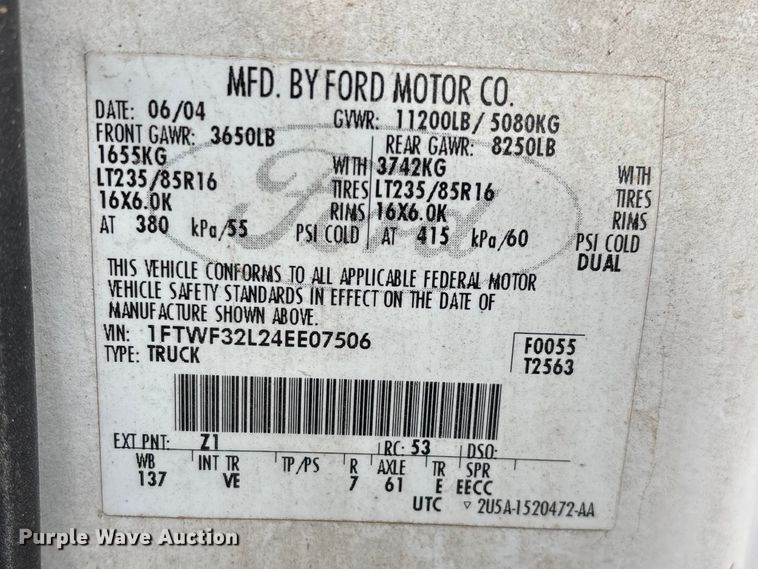 MFD. BY FORD MOTOR CO.
DATE: 06/04 GVWR: 11200LB/ 5080KG
FRONT GAWR: 3650LB REAR GAWR: 8250LB
1655KG WITH 3742KG WITH
LT235/85R16 TIRES LT235/85R16 TIRES
16X6.0K RIMS 16X6.0K RIMS
AT 380 kPa/55 PSI COLD AT 415 kPa/60 PSI COLD
DUAL
Ford
THIS VEHICLE CONFORMS TO ALL APPLICABLE FEDERAL MOTOR
VEHICLE SAFETY STANDARDS IN EFFECT ON THE DATE OF
MANUFACTURE SHOWN ABOVE.
VIN: 1FTWF32L24EE07506 F0055
TYPE: TRUCK T2563
EXT PNT: Z1 RC: 53 DSO:
WB INT TR TP/PS R AXLE TR SPR
137 VE 7 61 E EECC
UTC ▽ 2U5A-1520472-AA
Purple Wave Auction